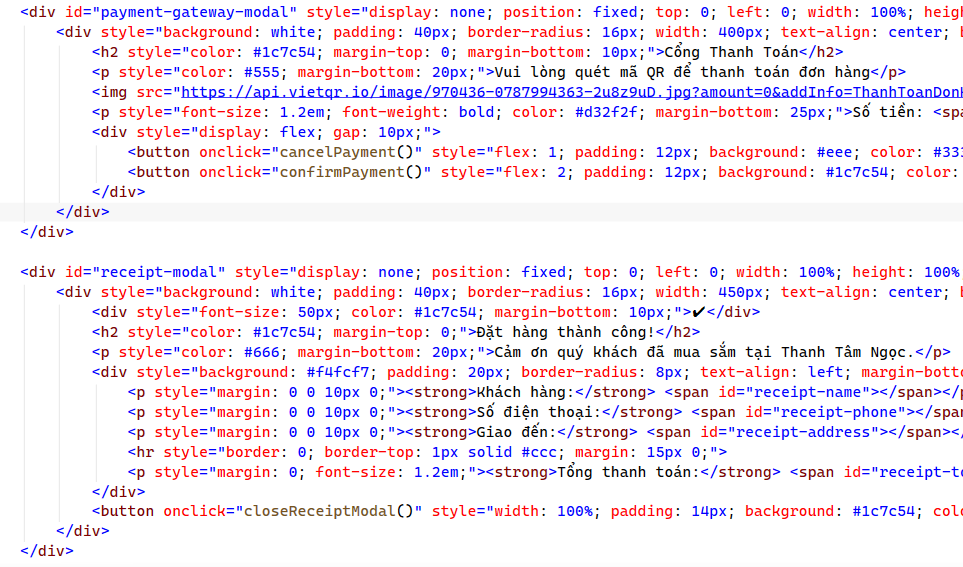 <div id="payment-gateway-modal" style="display: none; position: fixed; top: 0; left: 0; width: 100%; heigh
<div style="background: white; padding: 40px; border-radius: 16px; width: 400px; text-align: center; b
<h2 style="color: #1c7c54; margin-top: 0; margin-bottom: 10px;">Cổng Thanh Toán</h2>
<p style="color: #555; margin-bottom: 20px;">Vui lòng quét mã QR để thanh toán đơn hàng</p>
<img src="https://api.vietqr.io/image/970436-0787994363-2u8z9uD.jpg?amount=0&addInfo=ThanhToanDonH
<p style="font-size: 1.2em; font-weight: bold; color: #d32f2f; margin-bottom: 25px;">Số tiền: <spa
<div style="display: flex; gap: 10px;">
<button onclick="cancelPayment()" style="flex: 1; padding: 12px; background: #eee; color: #333
<button onclick="confirmPayment()" style="flex: 2; padding: 12px; background: #1c7c54; color:
</div>
</div>
</div>
<div id="receipt-modal" style="display: none; position: fixed; top: 0; left: 0; width: 100%; height: 100%
<div style="background: white; padding: 40px; border-radius: 16px; width: 450px; text-align: center; b
<div style="font-size: 50px; color: #1c7c54; margin-bottom: 10px;">✔</div>
<h2 style="color: #1c7c54; margin-top: 0;">Đặt hàng thành công!</h2>
<p style="color: #666; margin-bottom: 20px;">Cảm ơn quý khách đã mua sắm tại Thanh Tâm Ngọc.</p>
<div style="background: #f4fcf7; padding: 20px; border-radius: 8px; text-align: left; margin-botto
<p style="margin: 0 0 10px 0;"><strong>Khách hàng:</strong> <span id="receipt-name"></span></p
<p style="margin: 0 0 10px 0;"><strong>Số điện thoại:</strong> <span id="receipt-phone"></span
<p style="margin: 0 0 10px 0;"><strong>Giao đến:</strong> <span id="receipt-address"></span></
<hr style="border: 0; border-top: 1px solid #ccc; margin: 15px 0;">
<p style="margin: 0; font-size: 1.2em;"><strong>Tổng thanh toán:</strong> <span id="receipt-to
</div>
<button onclick="closeReceiptModal()" style="width: 100%; padding: 14px; background: #1c7c54; colo
</div>
</div>